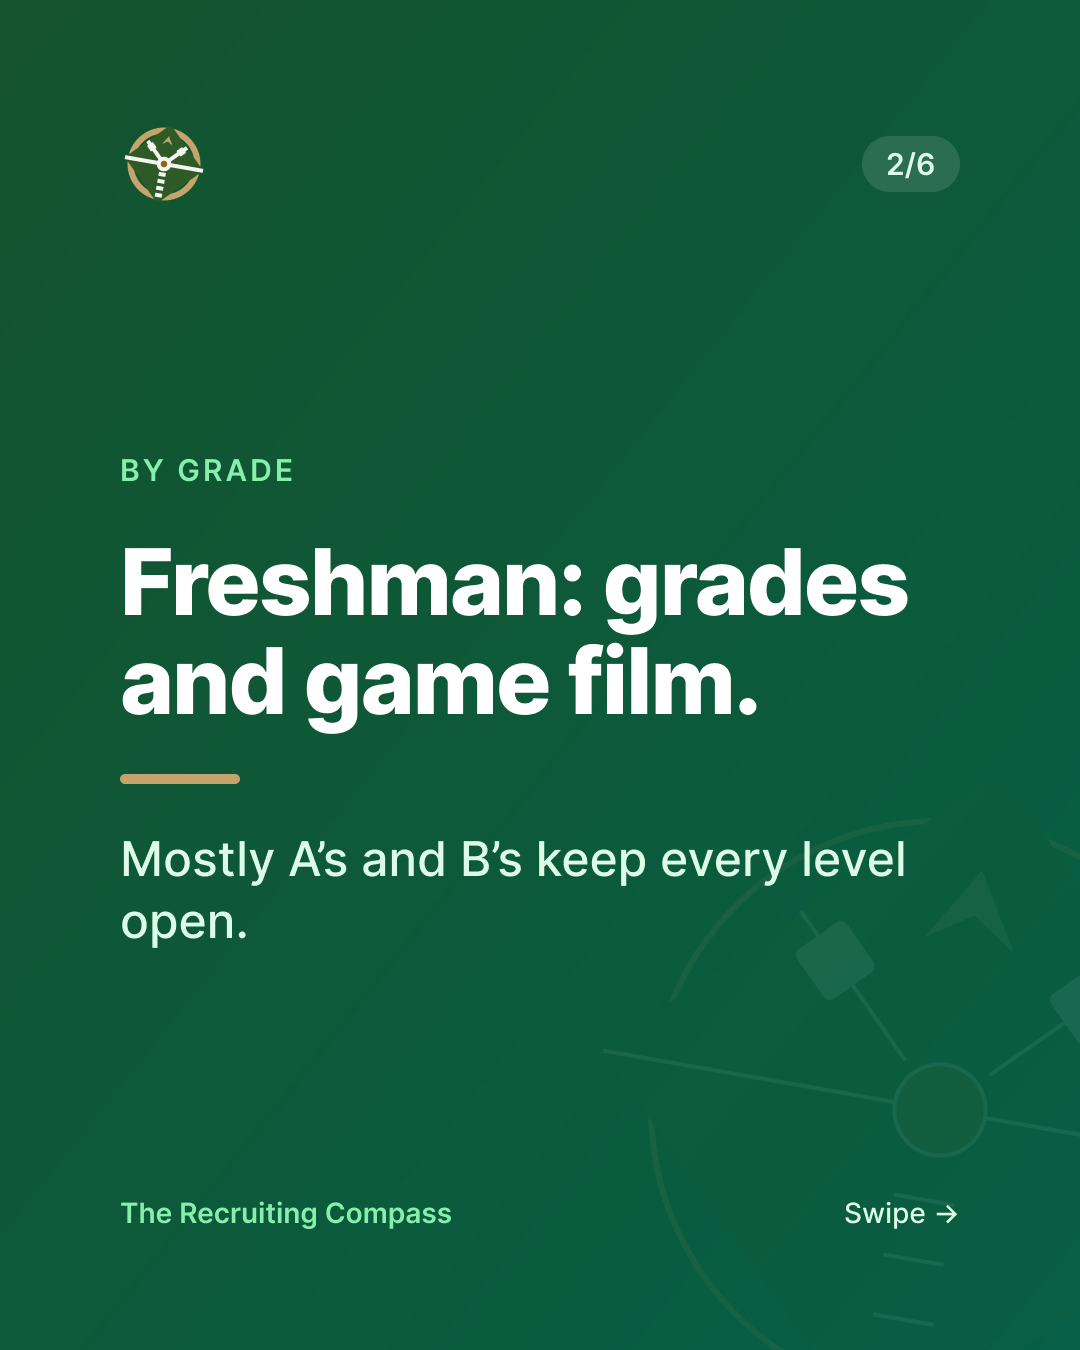 2/6
BY GRADE
Freshman: grades
and game film.
Mostly A’s and B’s keep every level
open.
The Recruiting Compass
Swipe →